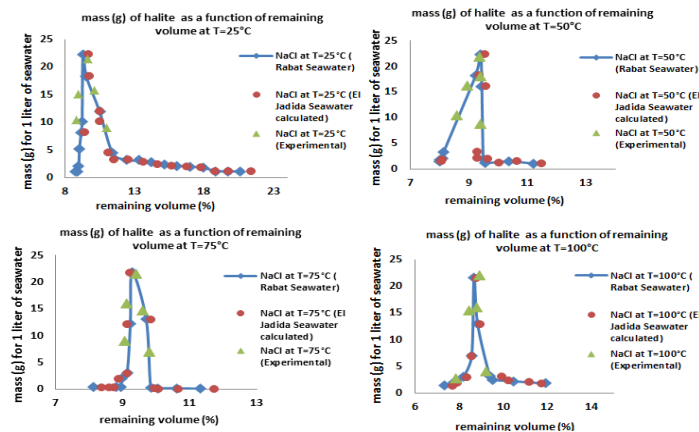 mass (g) of halite as a function of remaining
volume at T=25°C
mass (g) for 1 liter of seawater
25
20
15
10
5
0
8
13
18
23
remaining volume (%)
NaCl at T=25°C (
Rabat Seawater)
NaCl at T=25°C (El
Jadida Seawater
calculated)
NaCl at T=25°C
(Experimental)
mass (g) of halite as a function of remaining
volume at T=50°C
mass (g) for 1 liter of seawater
25
20
15
10
5
0
7
9
11
13
remaining volume (%)
NaCl at T=50°C
(Rabat Seawater)
NaCl at T=50°C (El
Jadida Seawater
calculated)
NaCl at T=50°C
(Experimental)
mass (g) of halite as a function of remaining
volume at T=75°C
mass (g) for 1 liter of seawater
25
20
15
10
5
0
7
9
11
13
remaining volume (%)
NaCl at T=75°C (
Rabat Seawater)
NaCl at T=75°C (El
Jadida Seawater
calculated)
NaCl at T=75°C
(Experimental)
mass (g) of halite as a function of remaining
volume at T=100°C
mass (g) for 1 liter of seawater
25
20
15
10
5
0
6
8
10
12
14
remaining volume (%)
NaCl at T=100°C (
Rabat Seawater)
NaCl at T=100°C (El
Jadida Seawater
calculated)
NaCl at T=100°C
(Experimental)